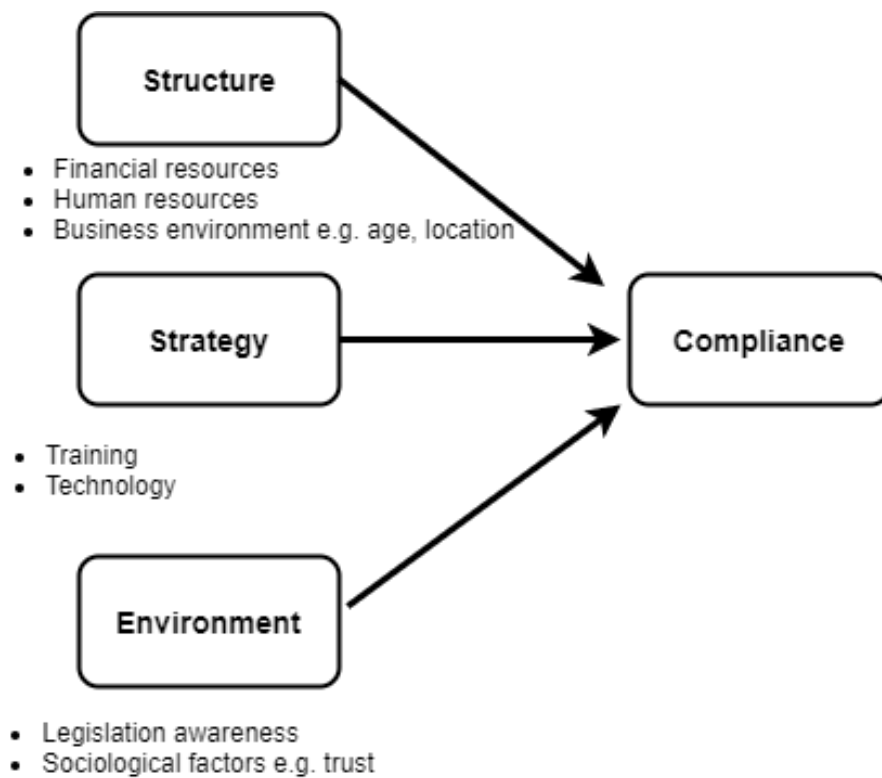 Structure
• Financial resources
• Human resources
• Business environment e.g. age, location
Strategy
Compliance
• Training
• Technology
Environment
• Legislation awareness
• Sociological factors e.g. trust